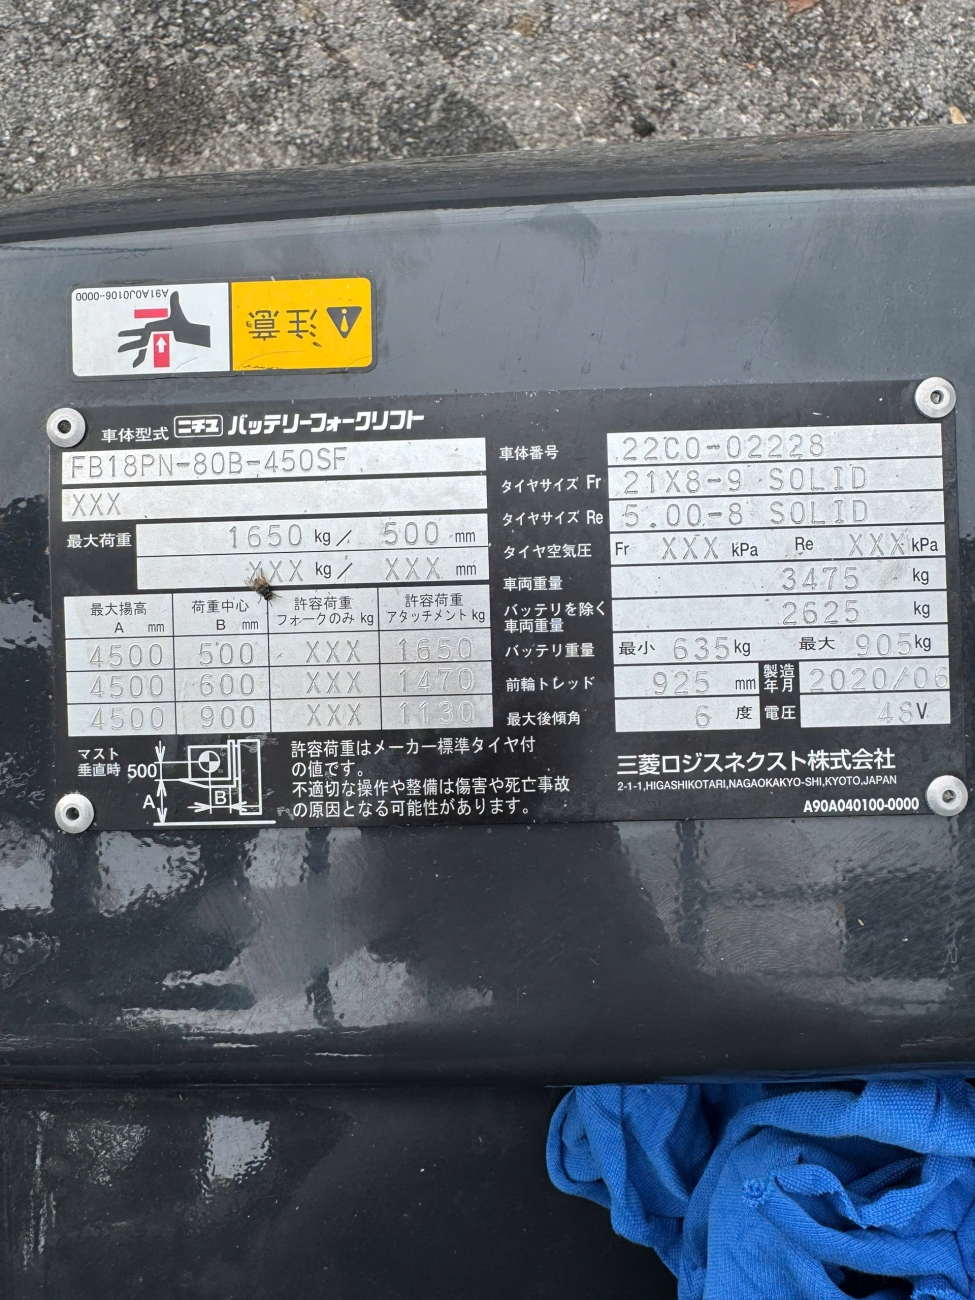 A91A0J0106-0000
注意
車体型式 ニチユ バッテリーフォークリフト
FB18PN-80B-450SF
XXX
最大荷重 1650 kg／ 500 mm
XXX kg／ XXX mm
最大揚高 A mm 荷重中心 B mm 許容荷重 フォークのみ kg 許容荷重 アタッチメント kg
4500 500 XXX 1650
4500 600 XXX 1470
4500 900 XXX 1130
マスト
垂直時
500
A
B
許容荷重はメーカー標準タイヤ付
の値です。
不適切な操作や整備は傷害や死亡事故
の原因となる可能性があります。
車体番号 22C0-02228
タイヤサイズ Fr 21X8-9 SOLID
タイヤサイズ Re 5.00-8 SOLID
タイヤ空気圧 Fr XXX kPa Re XXX kPa
車両重量 3475 kg
バッテリを除く車両重量 2625 kg
バッテリ重量 最小 635kg 最大 905kg
前輪トレッド 925 mm 製造年月 2020/06
最大後傾角 6 度 電圧 48V
三菱ロジスネクスト株式会社
2-1-1,HIGASHIKOTARI,NAGAOKAKYO-SHI,KYOTO,JAPAN
A90A040100-0000